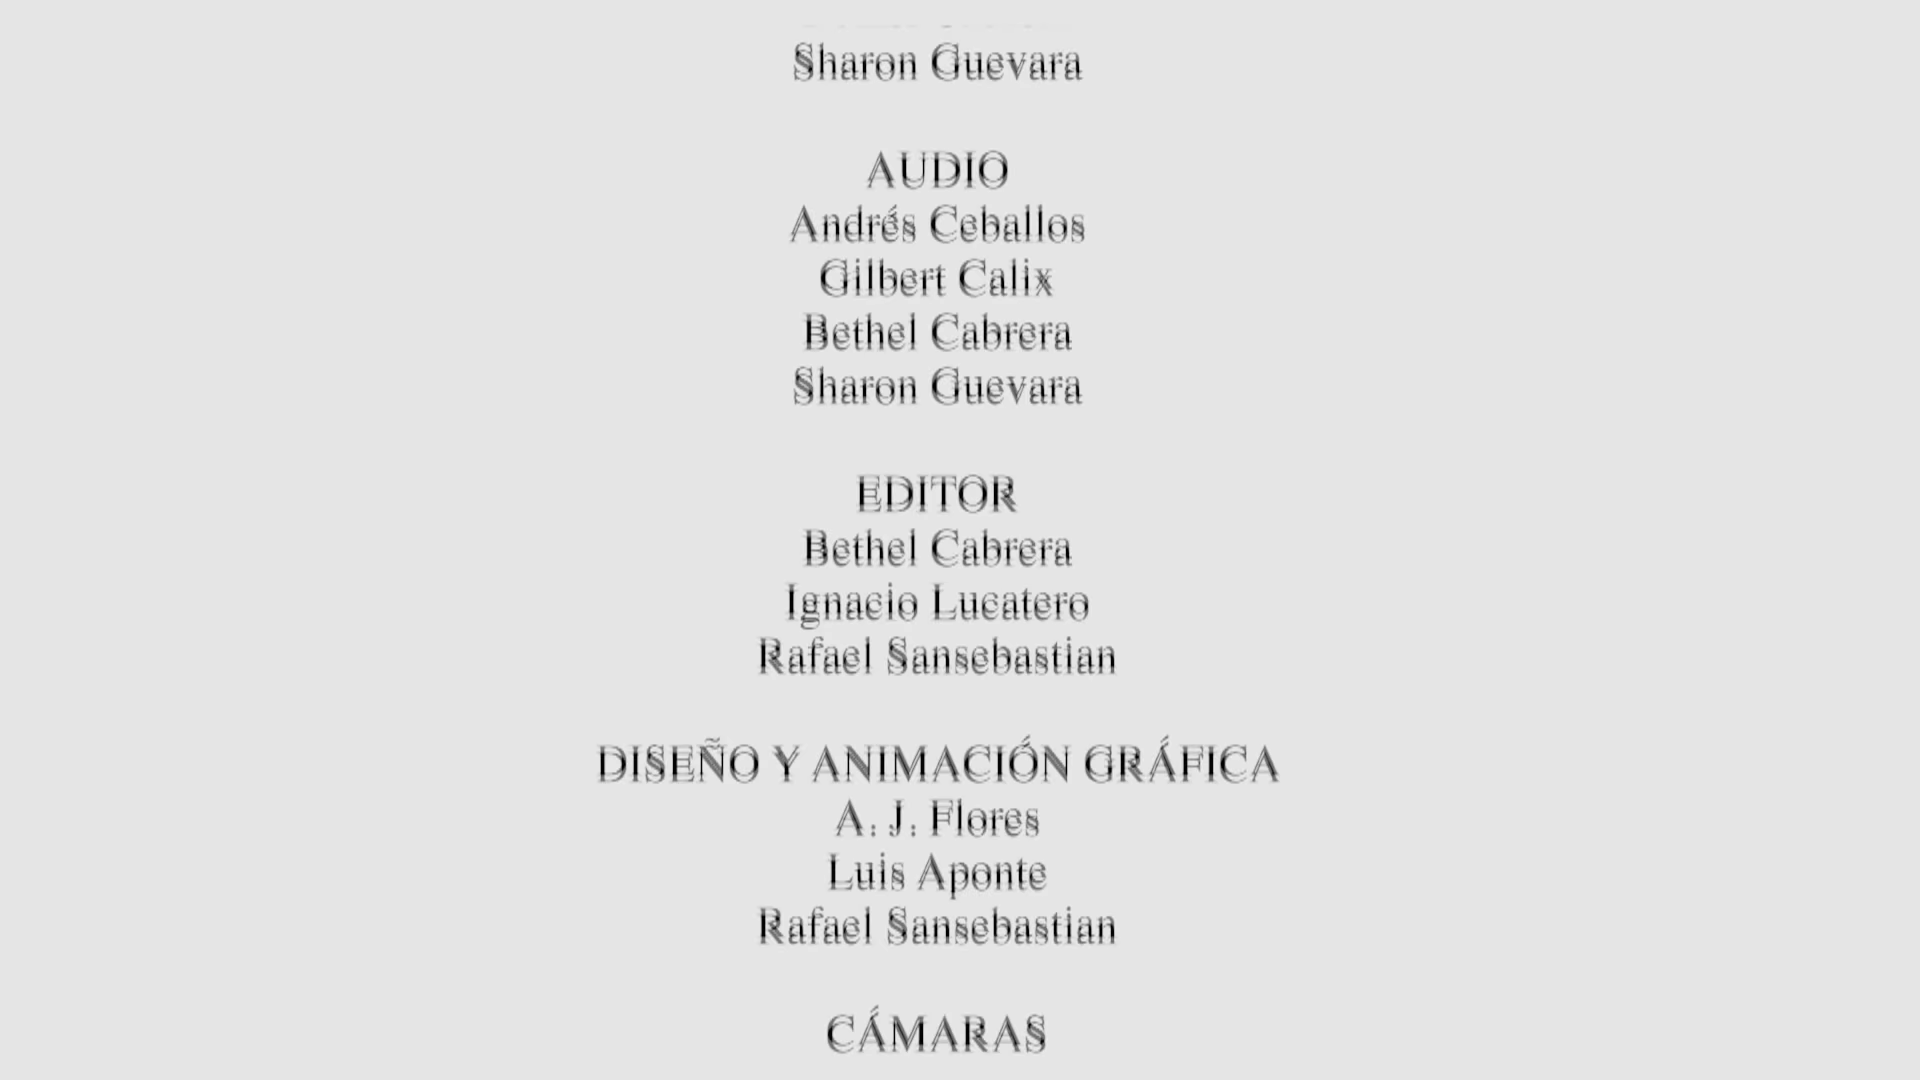 Sharon Guevara
AUDIO
Andrés Ceballos
Gilbert Calix
Bethel Cabrera
Sharon Guevara
EDITOR
Bethel Cabrera
Ignacio Lucatero
Rafael Sansebastian
DISEÑO Y ANIMACIÓN GRÁFICA
A. J. Flores
Luis Aponte
Rafael Sansebastian
CÁMARAS